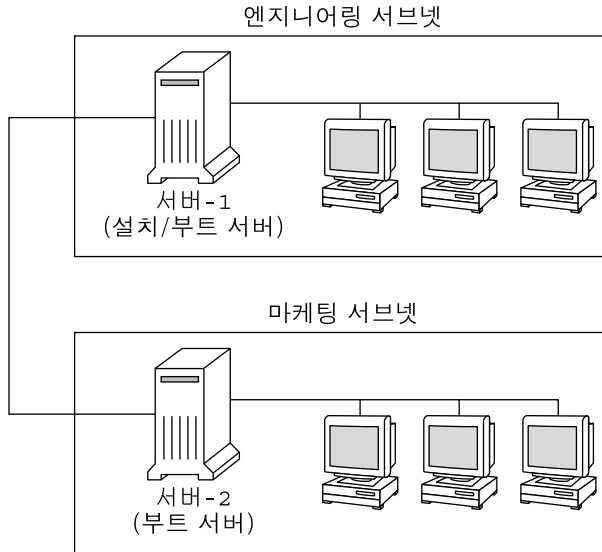 엔지니어링 서브넷
서버-1
(설치/부트 서버)
마케팅 서브넷
서버-2
(부트 서버)